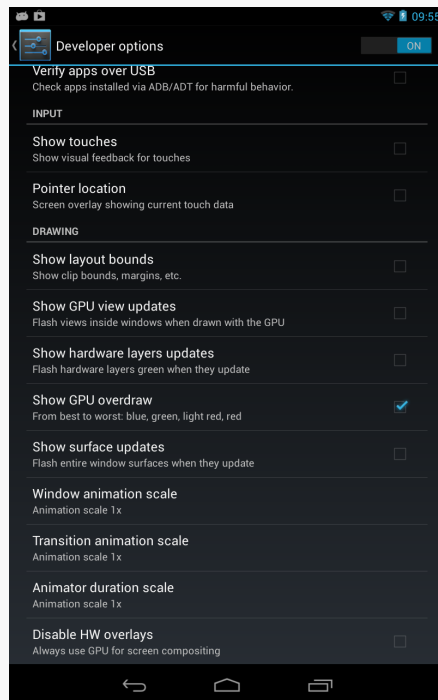 09:55
Developer options
ON
Verify apps over USB
Check apps installed via ADB/ADT for harmful behavior.
INPUT
Show touches
Show visual feedback for touches
Pointer location
Screen overlay showing current touch data
DRAWING
Show layout bounds
Show clip bounds, margins, etc.
Show GPU view updates
Flash views inside windows when drawn with the GPU
Show hardware layers updates
Flash hardware layers green when they update
Show GPU overdraw
From best to worst: blue, green, light red, red
Show surface updates
Flash entire window surfaces when they update
Window animation scale
Animation scale 1x
Transition animation scale
Animation scale 1x
Animator duration scale
Animation scale 1x
Disable HW overlays
Always use GPU for screen compositing